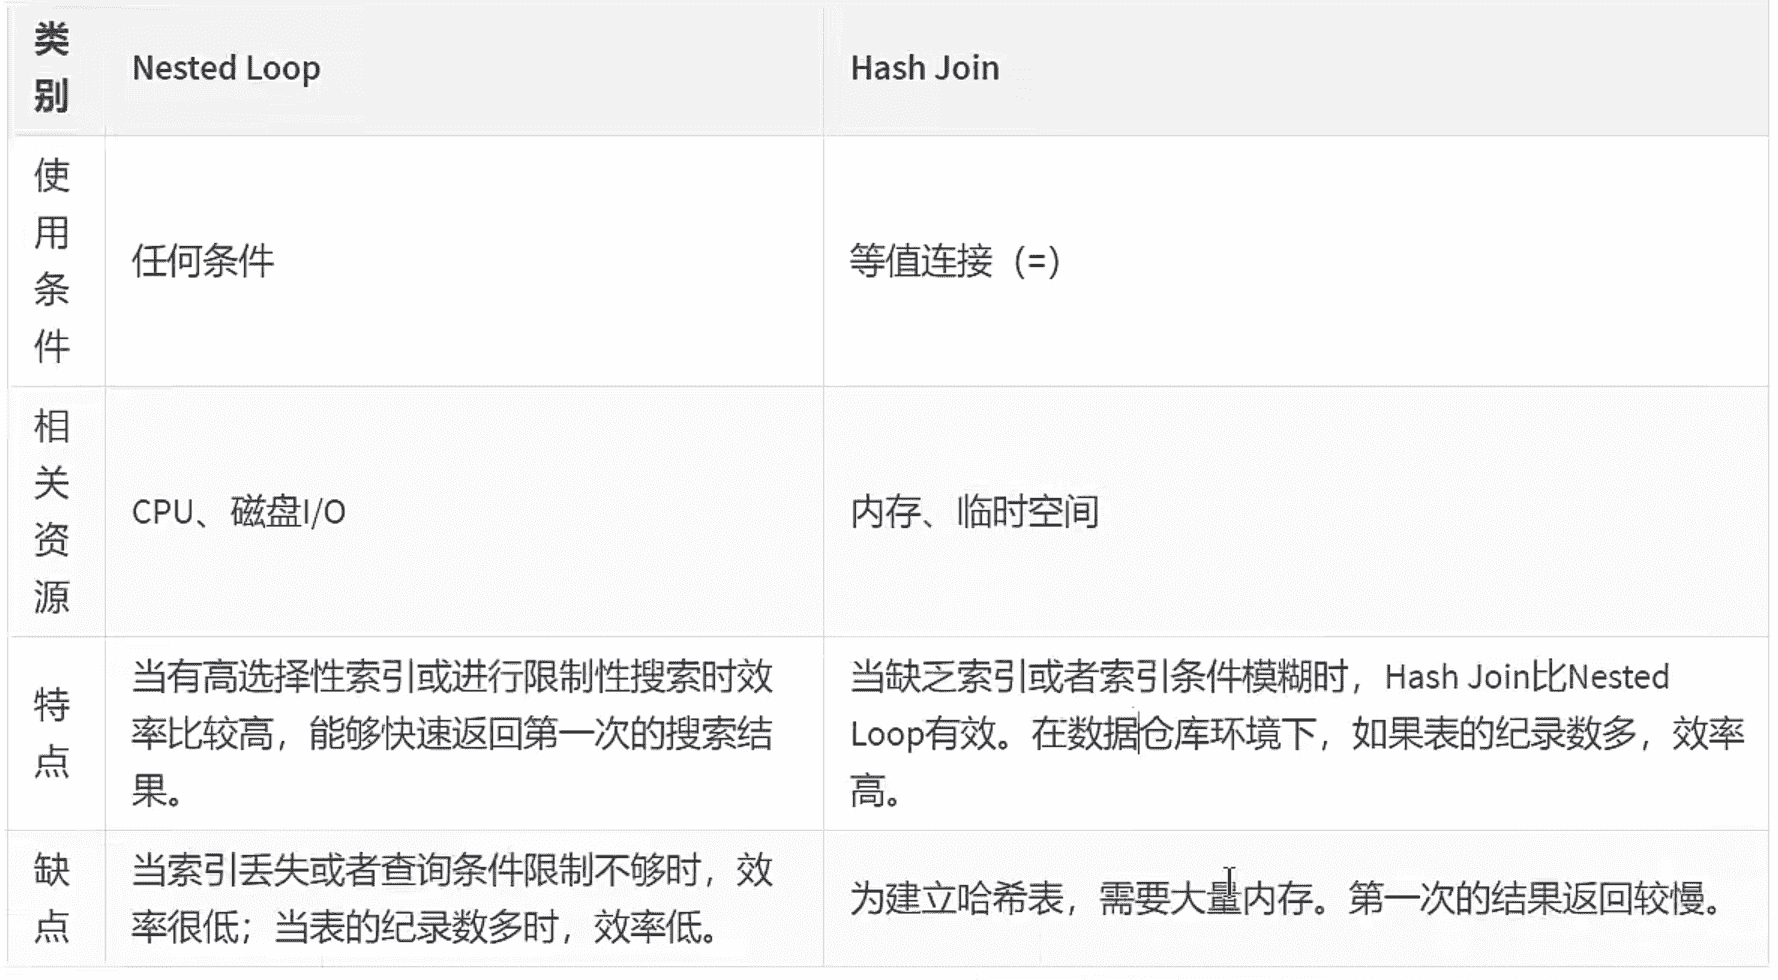 类
别
Nested Loop
Hash Join
使
用
条
件
任何条件
等值连接（=）
相
关
资
源
CPU、磁盘I/O
内存、临时空间
特
点
当有高选择性索引或进行限制性搜索时效
率比较高，能够快速返回第一次的搜索结
果。
当缺乏索引或者索引条件模糊时，Hash Join比Nested
Loop有效。在数据仓库环境下，如果表的纪录数多，效率
高。
缺
点
当索引丢失或者查询条件限制不够时，效
率很低；当表的纪录数多时，效率低。
为建立哈希表，需要大量内存。第一次的结果返回较慢。